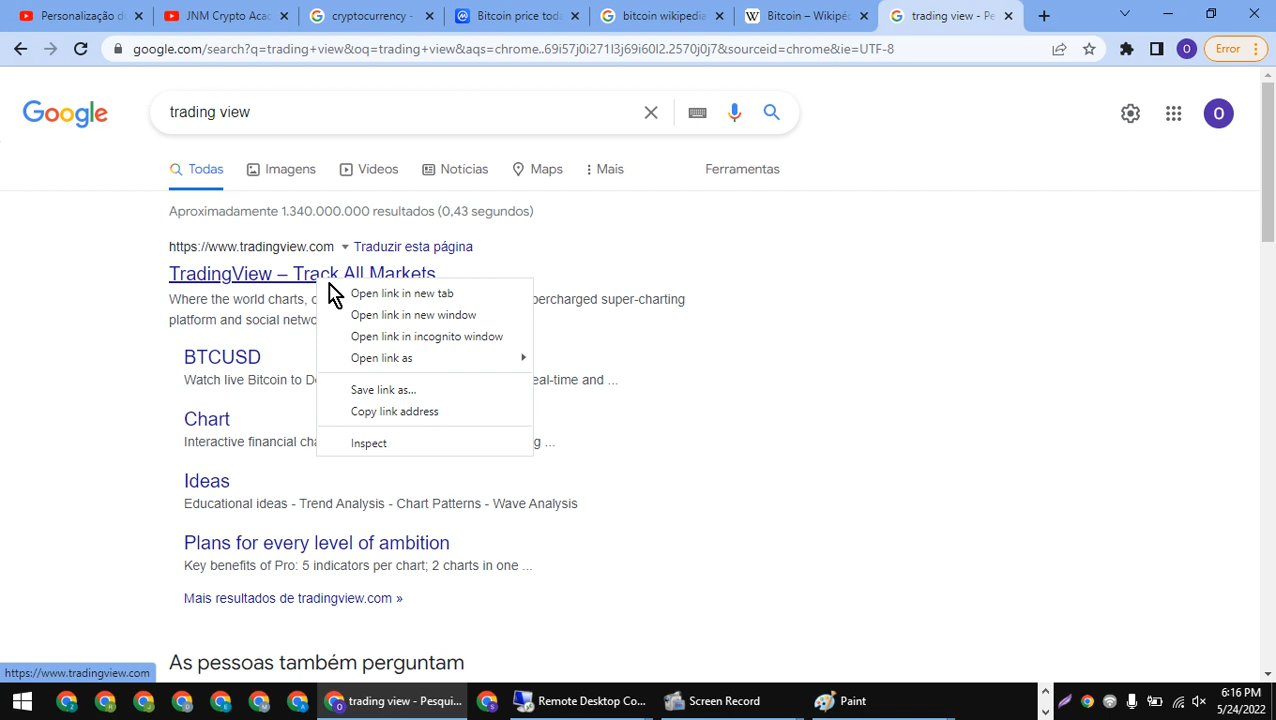 Personalização d
JNM Crypto Aca
cryptocurrency -
Bitcoin price tod
bitcoin wikipedi
Bitcoin – Wikipé
trading view - Pe
google.com/search?q=trading+view&oq=trading+view&aqs=chrome..69i57j0i271l3j69i60l2.2570j0j7&sourceid=chrome&ie=UTF-8
O
Error
Google
trading view
O
Todas
Imagens
Vídeos
Notícias
Maps
Mais
Ferramentas
Aproximadamente 1.340.000.000 resultados (0,43 segundos)
https://www.tradingview.com
Traduzir esta página
TradingView – Track All Markets
Where the world charts, c
percharged super-charting
platform and social netwo
Open link in new tab
Open link in new window
Open link in incognito window
Open link as
Save link as...
Copy link address
Inspect
BTCUSD
Watch live Bitcoin to D
eal-time and ...
Chart
Interactive financial cha
g ...
Ideas
Educational ideas - Trend Analysis - Chart Patterns - Wave Analysis
Plans for every level of ambition
Key benefits of Pro: 5 indicators per chart; 2 charts in one ...
Mais resultados de tradingview.com »
As pessoas também perguntam
https://www.tradingview.com
trading view - Pesqui...
Remote Desktop Co...
Screen Record
Paint
6:16 PM
5/24/2022